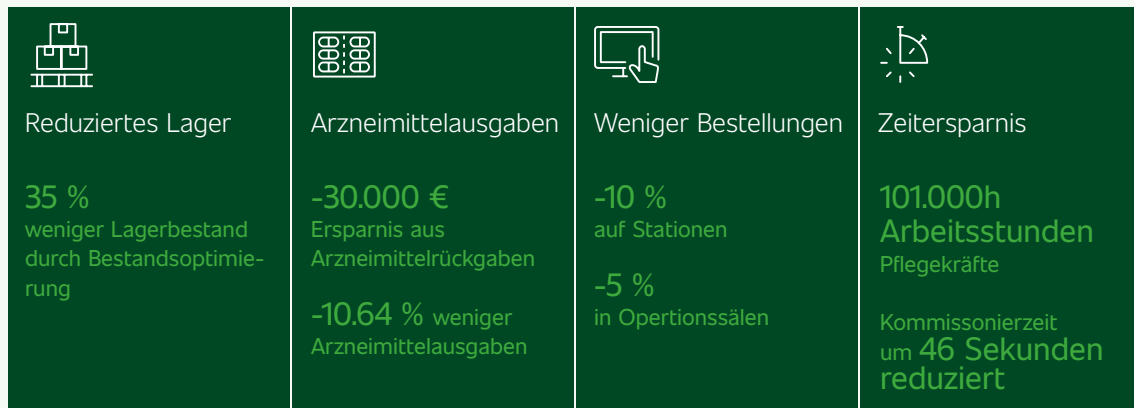 Reduziertes Lager
35 %
weniger Lagerbestand
durch Bestandsoptimie-
rung
Arzneimittelausgaben
-30.000 €
Ersparnis aus
Arzneimittelrückgaben
-10.64 % weniger
Arzneimittelausgaben
Weniger Bestellungen
-10 %
auf Stationen
-5 %
in Opertionssälen
Zeitersparnis
101.000h
Arbeitsstunden
Pflegekräfte
Kommissonierzeit
um 46 Sekunden
reduziert